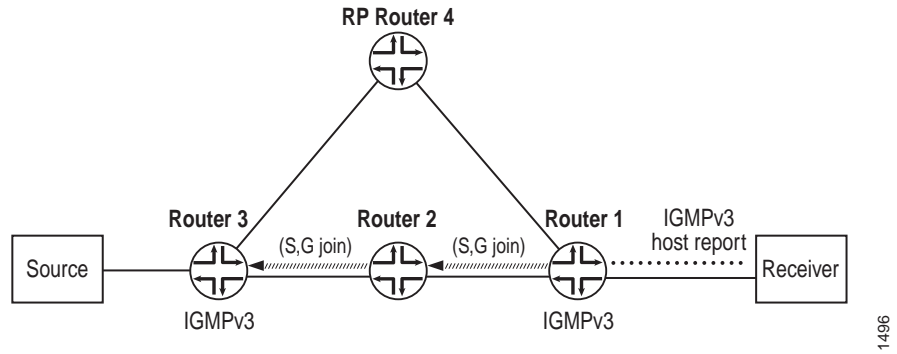 RP Router 4
Router 3
Router 2
Router 1
IGMPv3
host report
(S,G join)
(S,G join)
Source
Receiver
IGMPv3
IGMPv3
1496